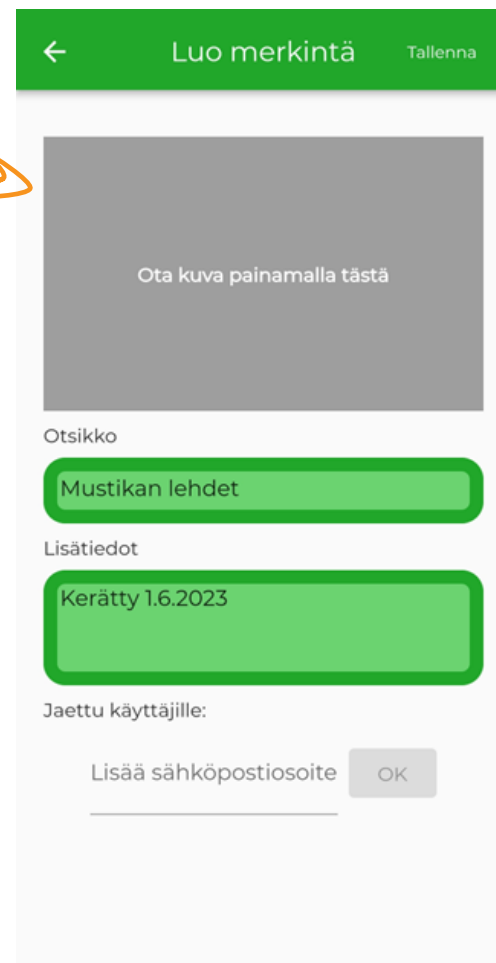 Luo merkintä
Tallenna
Ota kuva painamalla tästä
Otsikko
Mustikan lehdet
Lisätiedot
Kerätty 1.6.2023
Jaettu käyttäjille:
Lisää sähköpostiosoite
OK